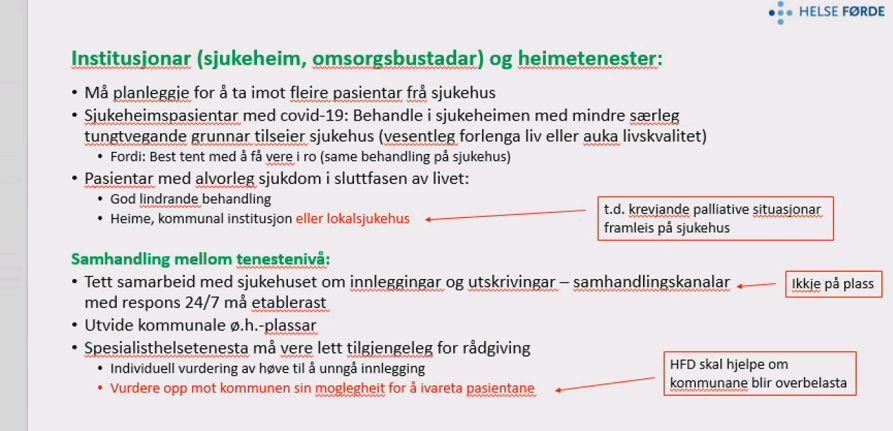 HELSE FØRDE
Institusjonar (sjukeheim, omsorgsbustadar) og heimetenester:
• Må planleggje for å ta imot fleire pasientar frå sjukehus
• Sjukeheimspasientar med covid-19: Behandle i sjukeheimen med mindre særleg
tungtvegande grunnar tilseier sjukehus (vesentleg forlenga liv eller auka livskvalitet)
• Fordi: Best tent med å få vere i ro (same behandling på sjukehus)
• Pasientar med alvorleg sjukdom i sluttfasen av livet:
• God lindrande behandling
• Heime, kommunal institusjon eller lokalsjukehus
t.d. krevjande palliative situasjonar
framleis på sjukehus
Samhandling mellom tenestenivå:
• Tett samarbeid med sjukehuset om innleggingar og utskrivingar – samhandlingskanalar
med respons 24/7 må etablerast
Ikkje på plass
• Utvide kommunale ø.h.-plassar
• Spesialisthelsetenesta må vere lett tilgjengeleg for rådgiving
• Individuell vurdering av høve til å unngå innlegging
• Vurdere opp mot kommunen sin moglegheit for å ivareta pasientane
HFD skal hjelpe om
kommunane blir overbelasta